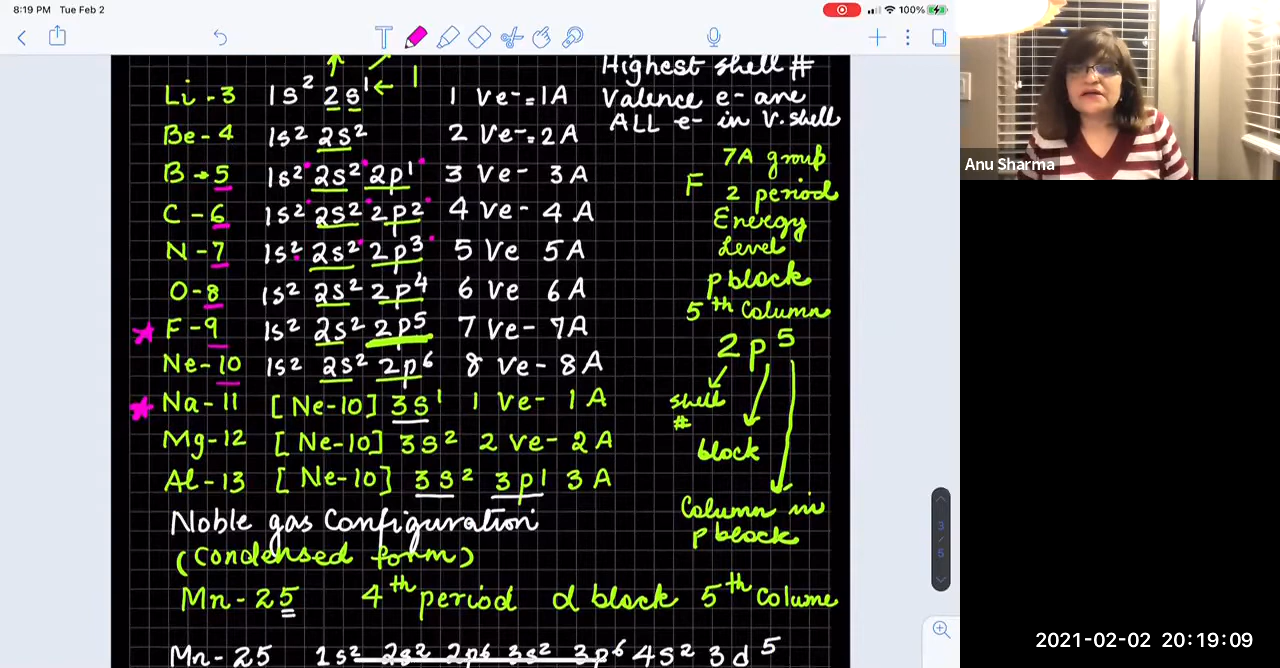 8:19 PM Tue Feb 2
100%
1
Highest shell #
Li - 3 1s² 2s¹ 1 ve- = 1A Valence e- are
ALL e- in V. shell
Be - 4 1s² 2s² 2 Ve- = 2A
B - 5 1s² 2s² 2p¹ 3 Ve- 3A
C - 6 1s² 2s² 2p² 4 Ve- 4A
N - 7 1s² 2s² 2p³ 5 Ve 5A
O - 8 1s² 2s² 2p⁴ 6 Ve 6A
F - 9 1s² 2s² 2p⁵ 7 Ve- 7A
Ne - 10 1s² 2s² 2p⁶ 8 Ve- 8A
Na - 11 [Ne-10] 3s¹ 1 Ve- 1A
Mg - 12 [Ne-10] 3s² 2 Ve- 2A
Al - 13 [Ne-10] 3s² 3p¹ 3A
Noble gas Configuration
(Condensed form)
Mn - 25 4th period d block 5th Column
Mn - 25 1s² 2s² 2p⁶ 3s² 3p⁶ 4s² 3d⁵
7A group
F 2 period
Energy
Level
p block
5th Column
2p⁵
shell
#
block
Column in
p block
3
5
Anu Sharma
2021-02-02 20:19:09